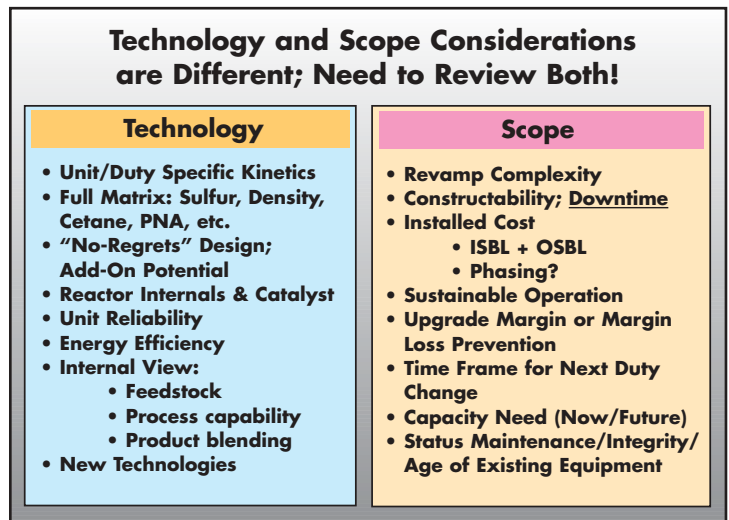 Technology and Scope Considerations
are Different; Need to Review Both!
Technology
• Unit/Duty Specific Kinetics
• Full Matrix: Sulfur, Density,
Cetane, PNA, etc.
• “No-Regrets” Design;
Add-On Potential
• Reactor Internals & Catalyst
• Unit Reliability
• Energy Efficiency
• Internal View:
• Feedstock
• Process capability
• Product blending
• New Technologies
Scope
• Revamp Complexity
• Constructability; Downtime
• Installed Cost
• ISBL + OSBL
• Phasing?
• Sustainable Operation
• Upgrade Margin or Margin
Loss Prevention
• Time Frame for Next Duty
Change
• Capacity Need (Now/Future)
• Status Maintenance/Integrity/
Age of Existing Equipment